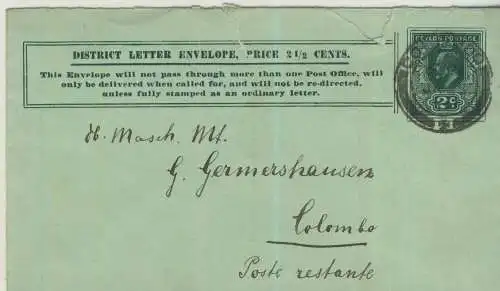 DISTRICT LETTER ENVELOPE, PRICE 2 1/2 CENTS.
This Envelope will not pass through more than one Post Office, will
only be delivered when called for, and will not be re-directed,
unless fully stamped as an ordinary letter.
CEYLON POSTAGE
2c
H. Masch. Mt.
G. Germershausen
Colombo
Poste restante